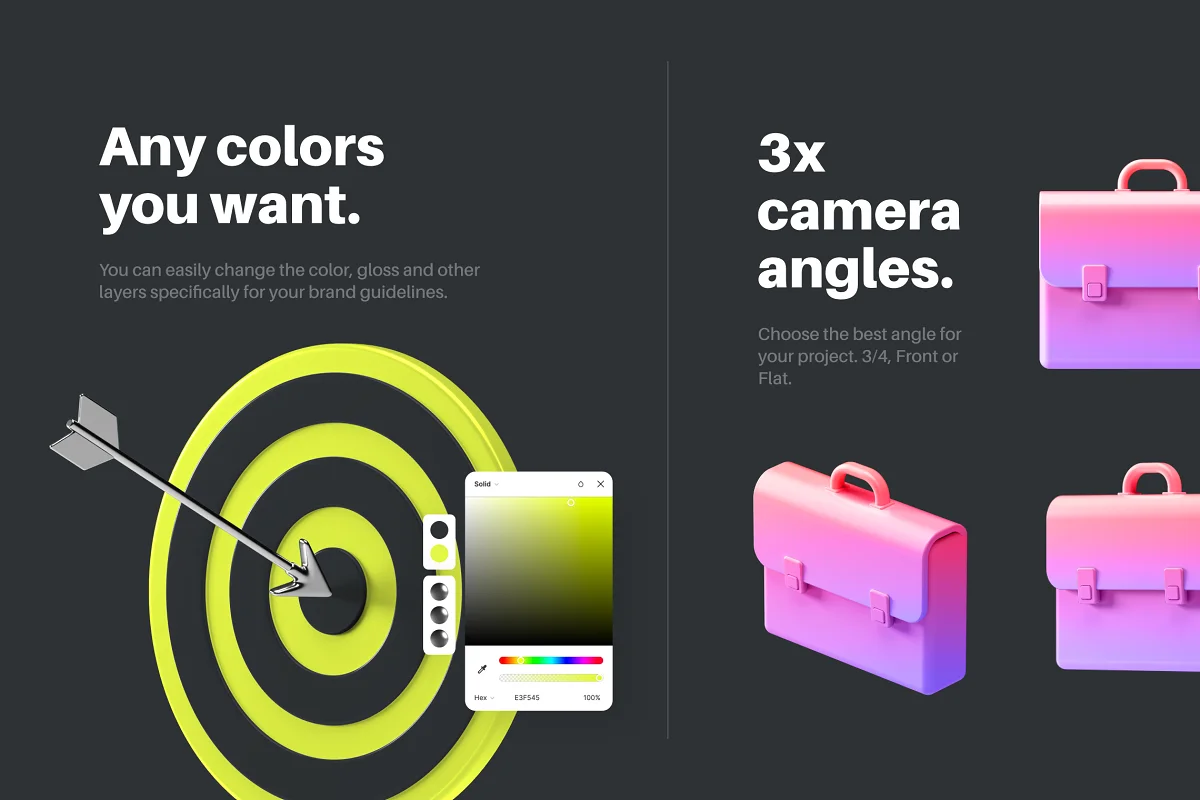 Any colors
you want.
You can easily change the color, gloss and other
layers specifically for your brand guidelines.
Solid
Hex E3F545 100%
3x
camera
angles.
Choose the best angle for
your project. 3/4, Front or
Flat.